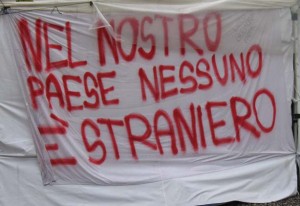 NEL NOSTRO
PAESE NESSUNO
È STRANIERO